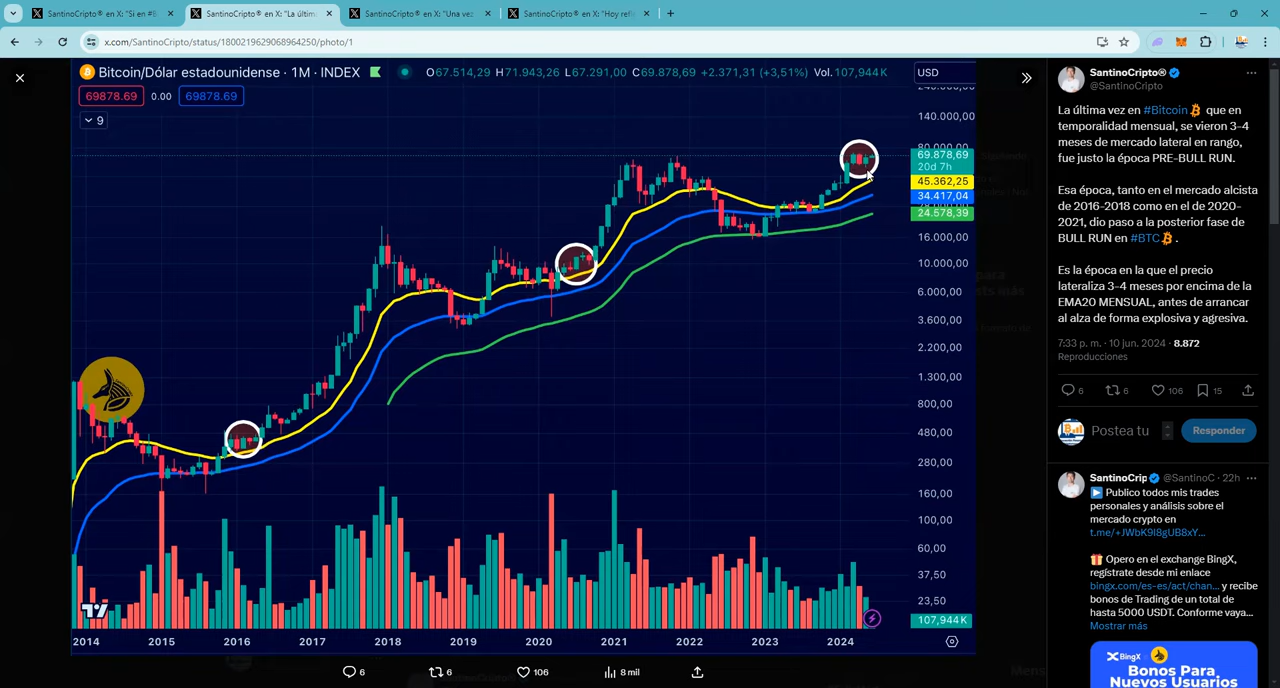 SantinoCripto® en X: "Si en #B
SantinoCripto® en X: "La última
SantinoCripto® en X: "Una vez
SantinoCripto® en X: "Hoy refl
x.com/SantinoCripto/status/1800219629068964250/photo/1
Bitcoin/Dólar estadounidense · 1M · INDEX
O67.514,29 H71.943,26 L67.291,00 C69.878,69 +2.371,31 (+3,51%) Vol.107,944K
USD
69878.69 0.00 69878.69
9
240.000,00
140.000,00
80.000,00
69.878,69
20d 7h
45.362,25
34.417,04
24.578,39
16.000,00
10.000,00
6.000,00
3.600,00
2.200,00
1.300,00
800,00
480,00
280,00
160,00
100,00
60,00
37,50
23,50
107,944K
2014 2015 2016 2017 2018 2019 2020 2021 2022 2023 2024
6 6 106 8 mil
SantinoCripto®
@SantinoCripto
La última vez en #Bitcoin que en
temporalidad mensual, se vieron 3-4
meses de mercado lateral en rango,
fue justo la época PRE-BULL RUN.
Esa época, tanto en el mercado alcista
de 2016-2018 como en el de 2020-
2021, dio paso a la posterior fase de
BULL RUN en #BTC.
Es la época en la que el precio
lateraliza 3-4 meses por encima de la
EMA20 MENSUAL, antes de arrancar
al alza de forma explosiva y agresiva.
7:33 p. m. · 10 jun. 2024 · 8.872
Reproducciones
6 6 106 15
Postea tu
Responder
SantinoCrip @SantinoC · 22h
Publico todos mis trades
personales y análisis sobre el
mercado crypto en
t.me/+JWbK9I8gUB8xY…
Opero en el exchange BingX,
regístrate desde mi enlace
bingx.com/es-es/act/chan… y recibe
bonos de Trading de un total de
hasta 5000 USDT. Conforme vaya…
Mostrar más
BingX
Bonos Para
Nuevos Usuarios